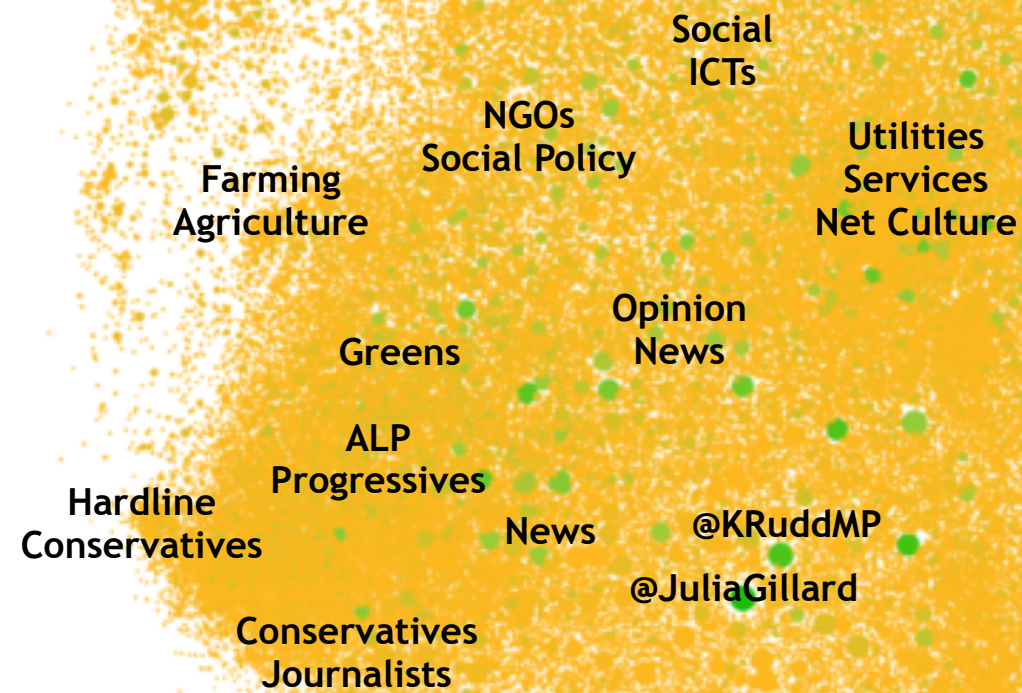 Social
ICTs
NGOs
Social Policy
Utilities
Services
Net Culture
Farming
Agriculture
Opinion
News
Greens
ALP
Progressives
Hardline
Conservatives
News
@KRuddMP
@JuliaGillard
Conservatives
Journalists